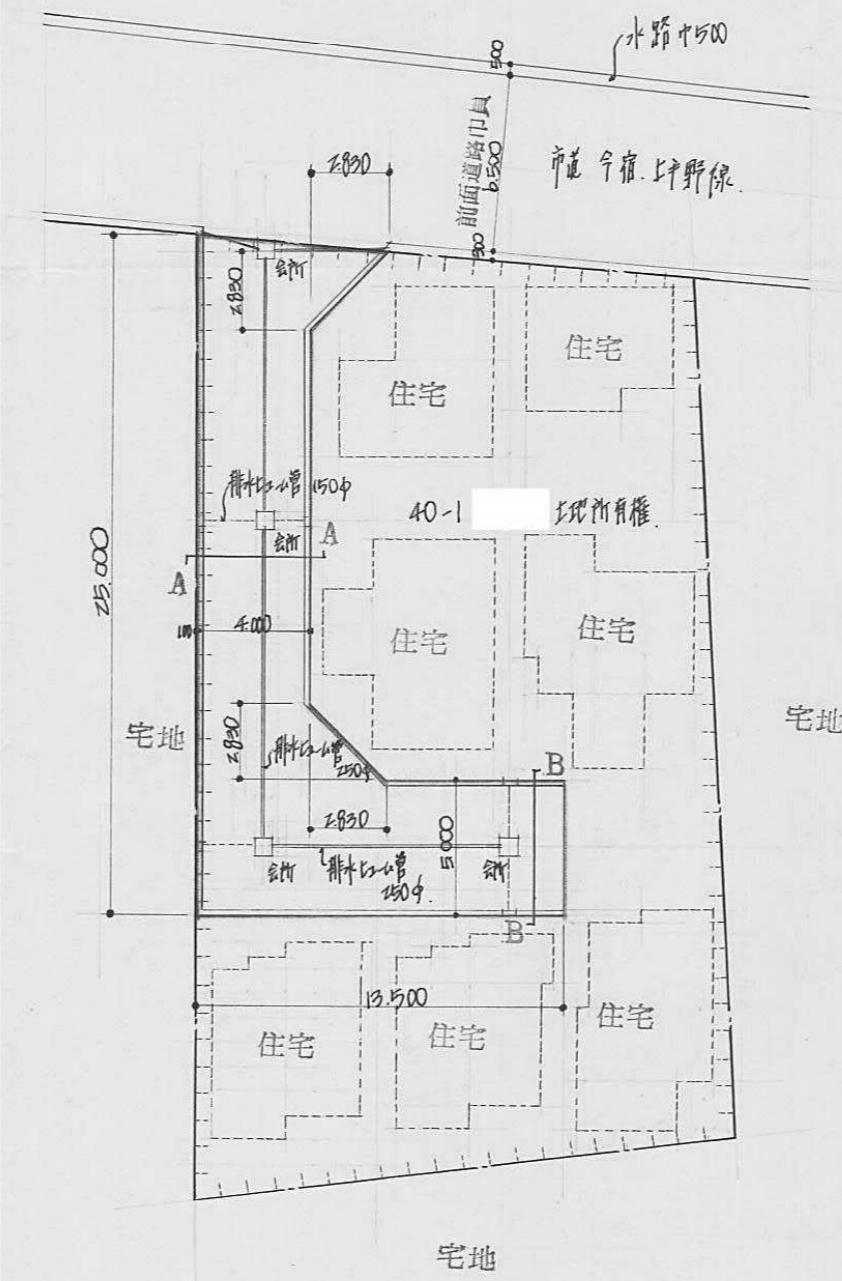 水路巾500
500
前面道路巾員
6.500
市道 今宿.上平野線.
300
2.830
会所
2.830
住宅
住宅
排水ヒューム管 150φ
会所
40-1
土地所有権.
A
A
25.000
100
4.000
住宅
住宅
宅地
宅地
2.830
排水ヒューム管
250φ
B
2.830
5.000
会所
排水ヒューム管
250φ.
会所
B
13.500
住宅
住宅
住宅
宅地